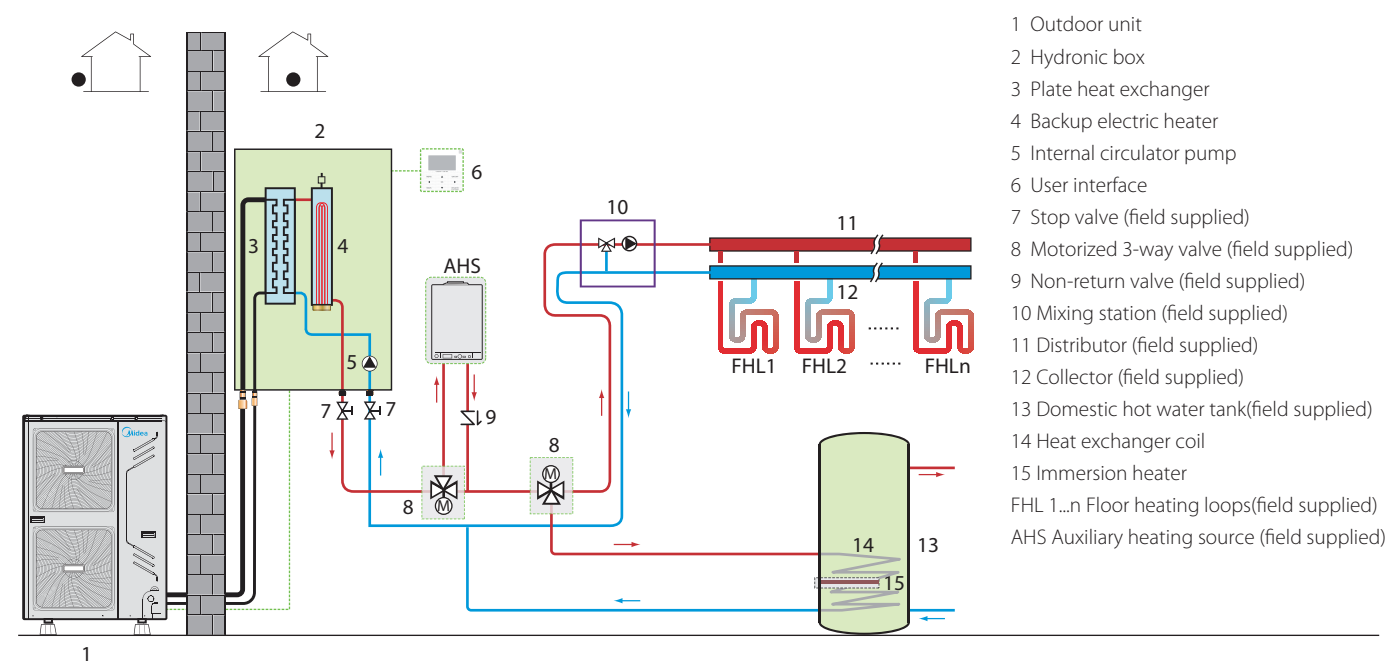 2
6
10
11
3
4
AHS
12
5
......
FHL1
FHL2
......
FHLn
7
7
9
8
Midea
M
8
M
14
13
15
1
1 Outdoor unit
2 Hydronic box
3 Plate heat exchanger
4 Backup electric heater
5 Internal circulator pump
6 User interface
7 Stop valve (field supplied)
8 Motorized 3-way valve (field supplied)
9 Non-return valve (field supplied)
10 Mixing station (field supplied)
11 Distributor (field supplied)
12 Collector (field supplied)
13 Domestic hot water tank(field supplied)
14 Heat exchanger coil
15 Immersion heater
FHL 1...n Floor heating loops(field supplied)
AHS Auxiliary heating source (field supplied)